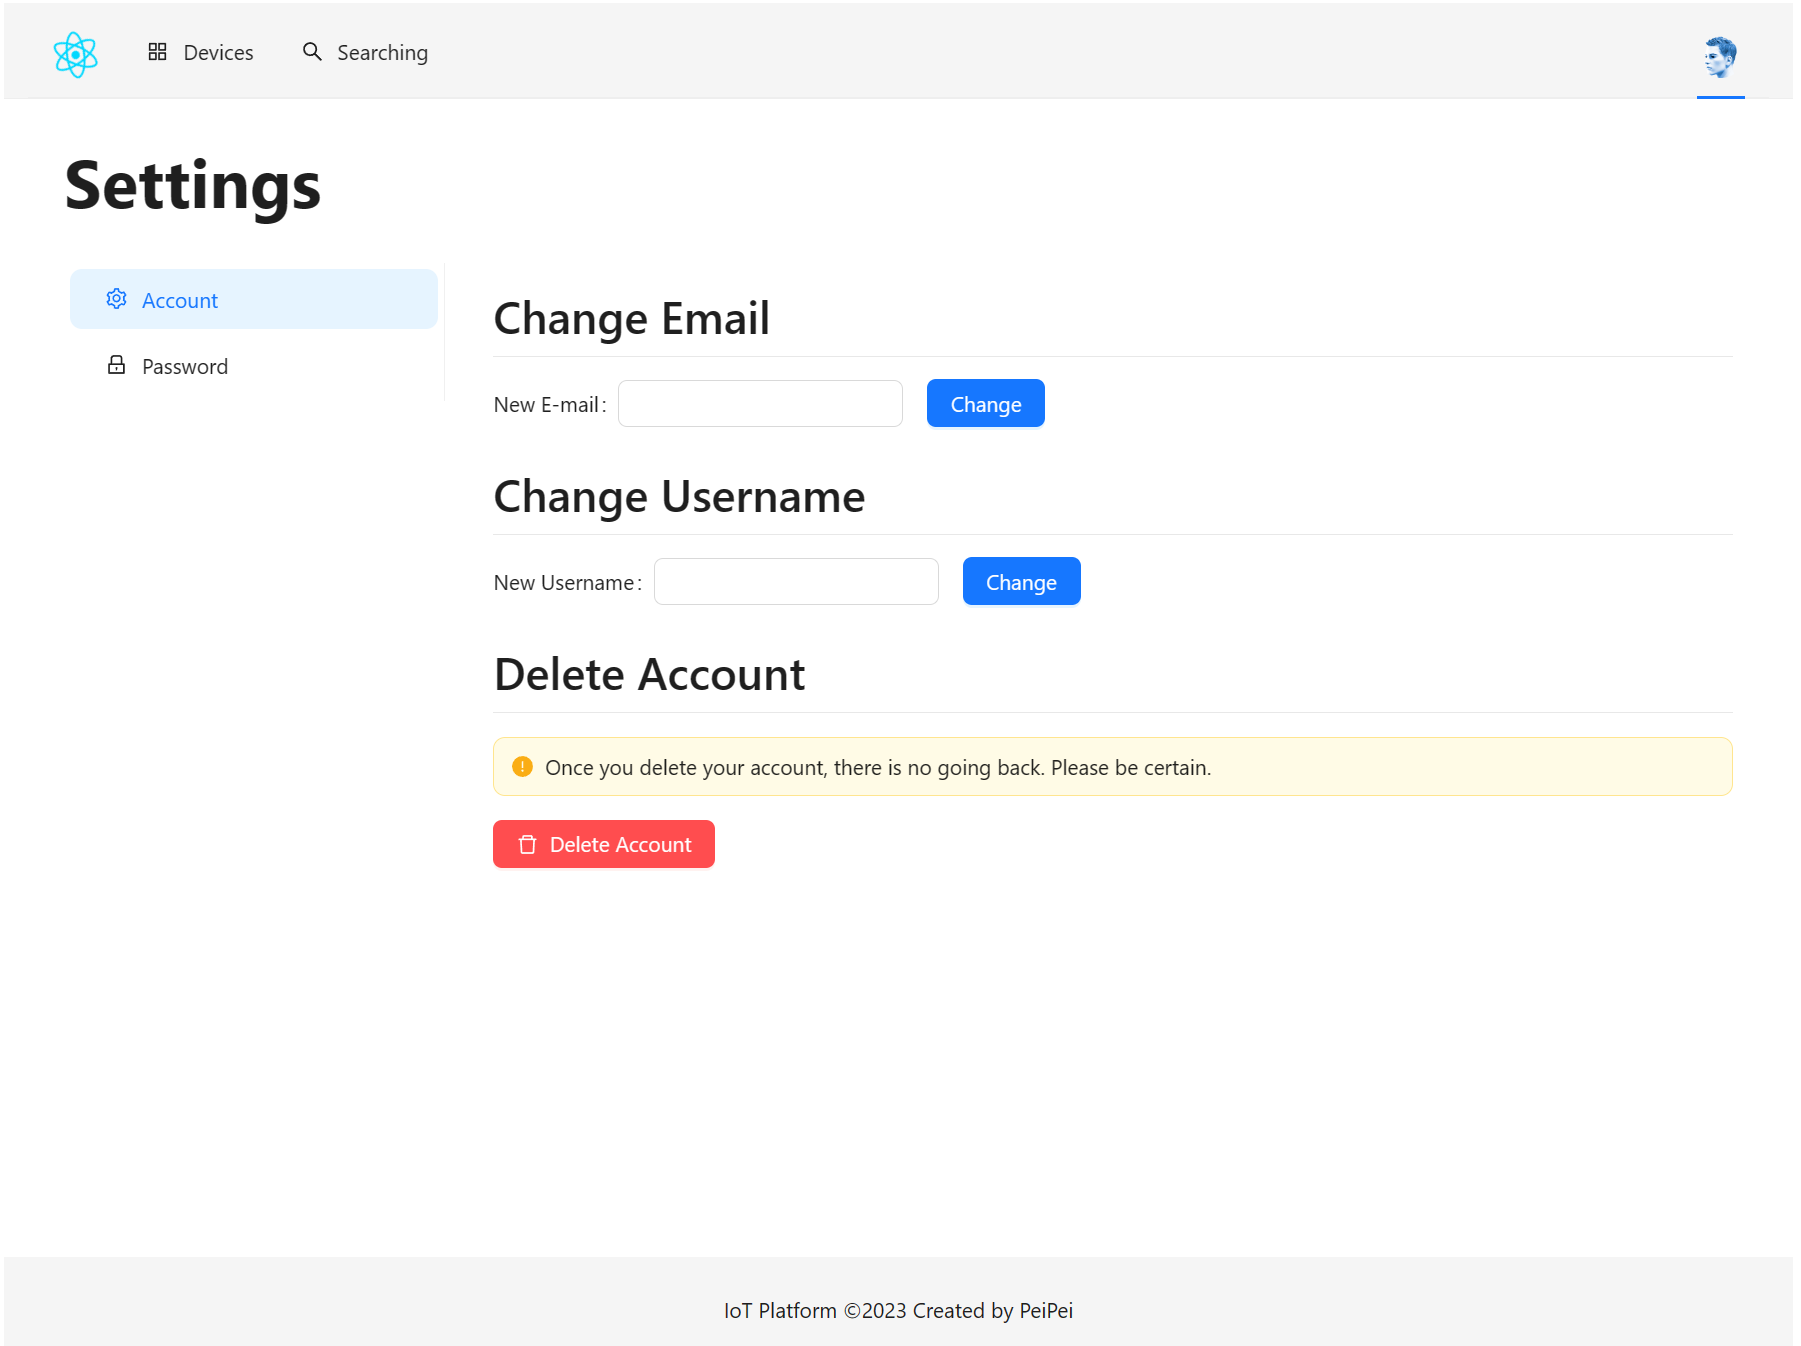 Devices Searching
Settings
Account
Password
Change Email
New E-mail: Change
Change Username
New Username: Change
Delete Account
Once you delete your account, there is no going back. Please be certain.
Delete Account
IoT Platform ©2023 Created by PeiPei